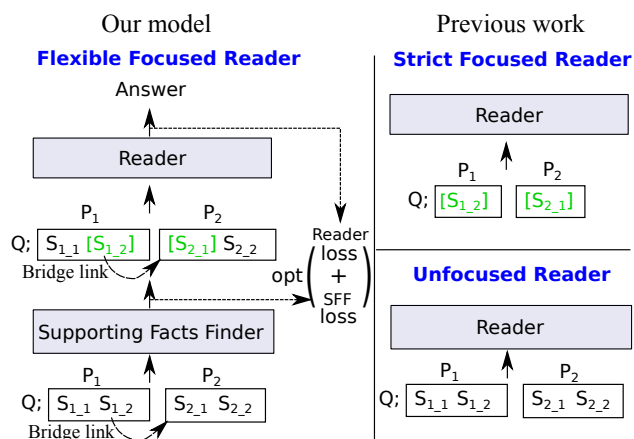 Our model
Flexible Focused Reader
Answer
Reader
P1 P2
Q; S1_1 [S1_2] [S2_1] S2_2
Bridge link
Supporting Facts Finder
P1 P2
Q; S1_1 S1_2 S2_1 S2_2
Bridge link
opt ( Reader
loss
+
SFF
loss )
Previous work
Strict Focused Reader
Reader
P1 P2
Q; [S1_2] [S2_1]
Unfocused Reader
Reader
P1 P2
Q; S1_1 S1_2 S2_1 S2_2